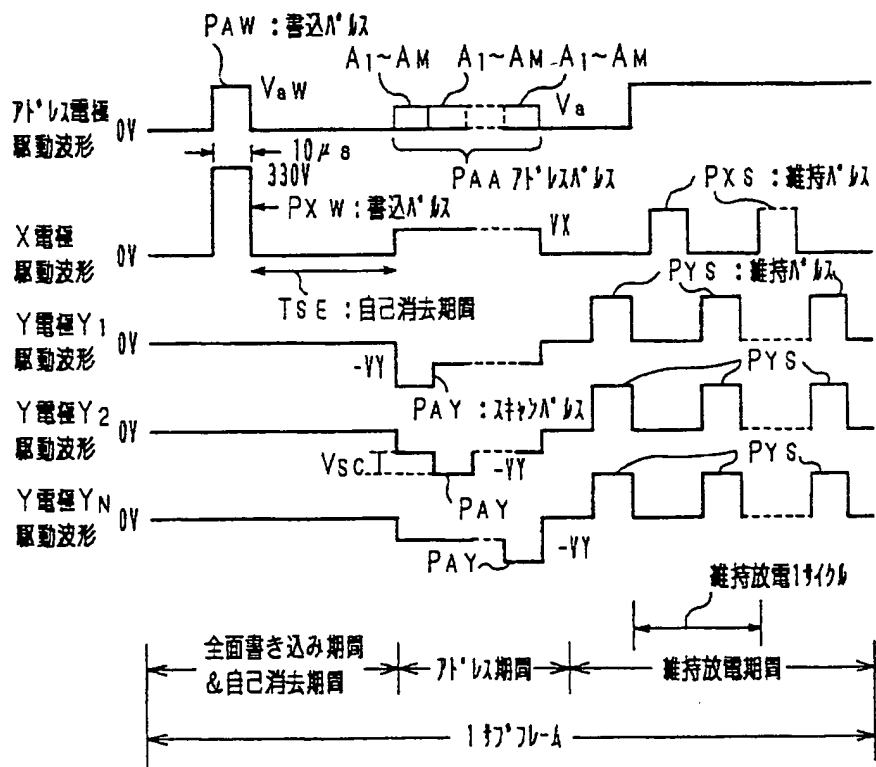 PAW：書込パルス
A1~AM A1~AM A1~AM
VaW
Va
アドレス電極
駆動波形
0V
10μs
330V
PAA アドレスパルス
PXW：書込パルス
PXS：維持パルス
VX
X電極
駆動波形
0V
TSE：自己消去期間
PYS：維持パルス
Y電極Y1
駆動波形
0V
-VY
PAY：スキャンパルス
PYS
Y電極Y2
駆動波形
0V
VSC
-VY
PAY
PYS
Y電極YN
駆動波形
0V
PAY
-VY
維持放電1サイクル
全面書き込み期間
&自己消去期間
アドレス期間
維持放電期間
1サブフレーム